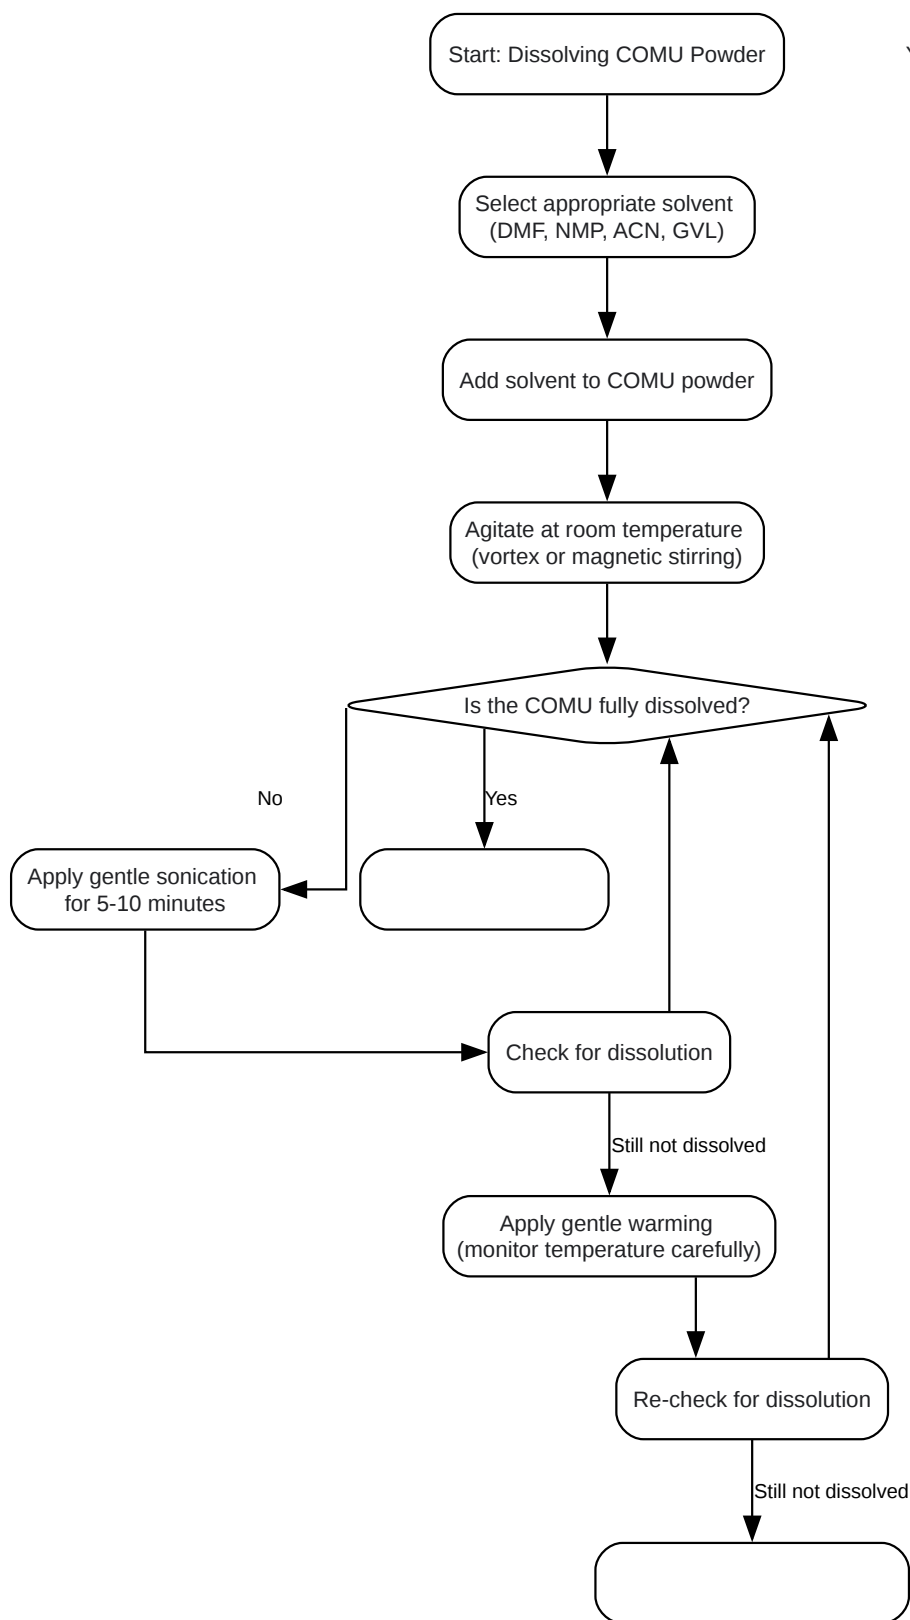 Start: Dissolving COMU Powder
Select appropriate solvent
(DMF, NMP, ACN, GVL)
Add solvent to COMU powder
Agitate at room temperature
(vortex or magnetic stirring)
Is the COMU fully dissolved?
No
Yes
Apply gentle sonication
for 5-10 minutes
Check for dissolution
Still not dissolved
Apply gentle warming
(monitor temperature carefully)
Re-check for dissolution
Still not dissolved